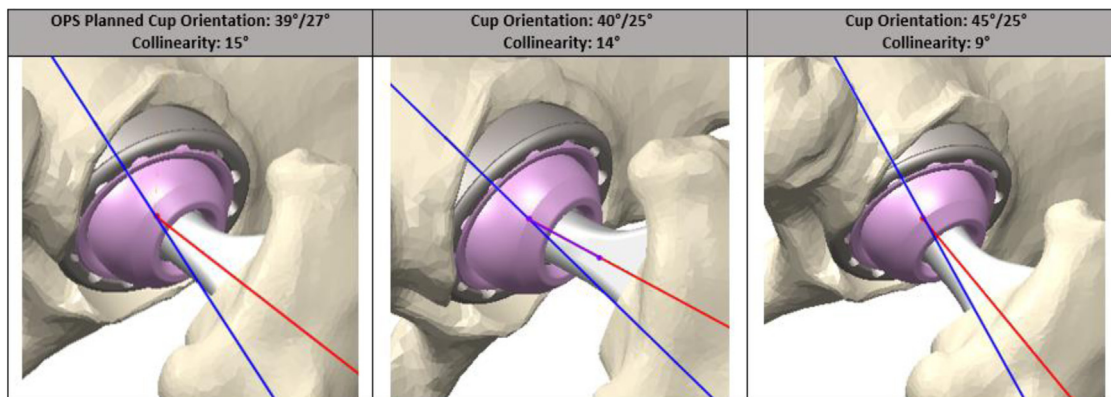 OPS Planned Cup Orientation: 39°/27°
Collinearity: 15°
Cup Orientation: 40°/25°
Collinearity: 14°
Cup Orientation: 45°/25°
Collinearity: 9°